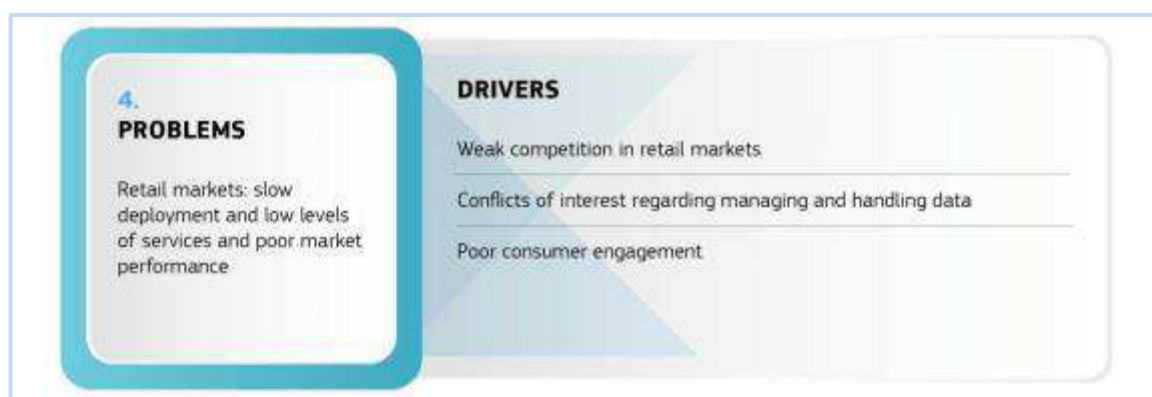 4.
PROBLEMS
Retail markets: slow
deployment and low levels
of services and poor market
performance
DRIVERS
Weak competition in retail markets
Conflicts of interest regarding managing and handling data
Poor consumer engagement